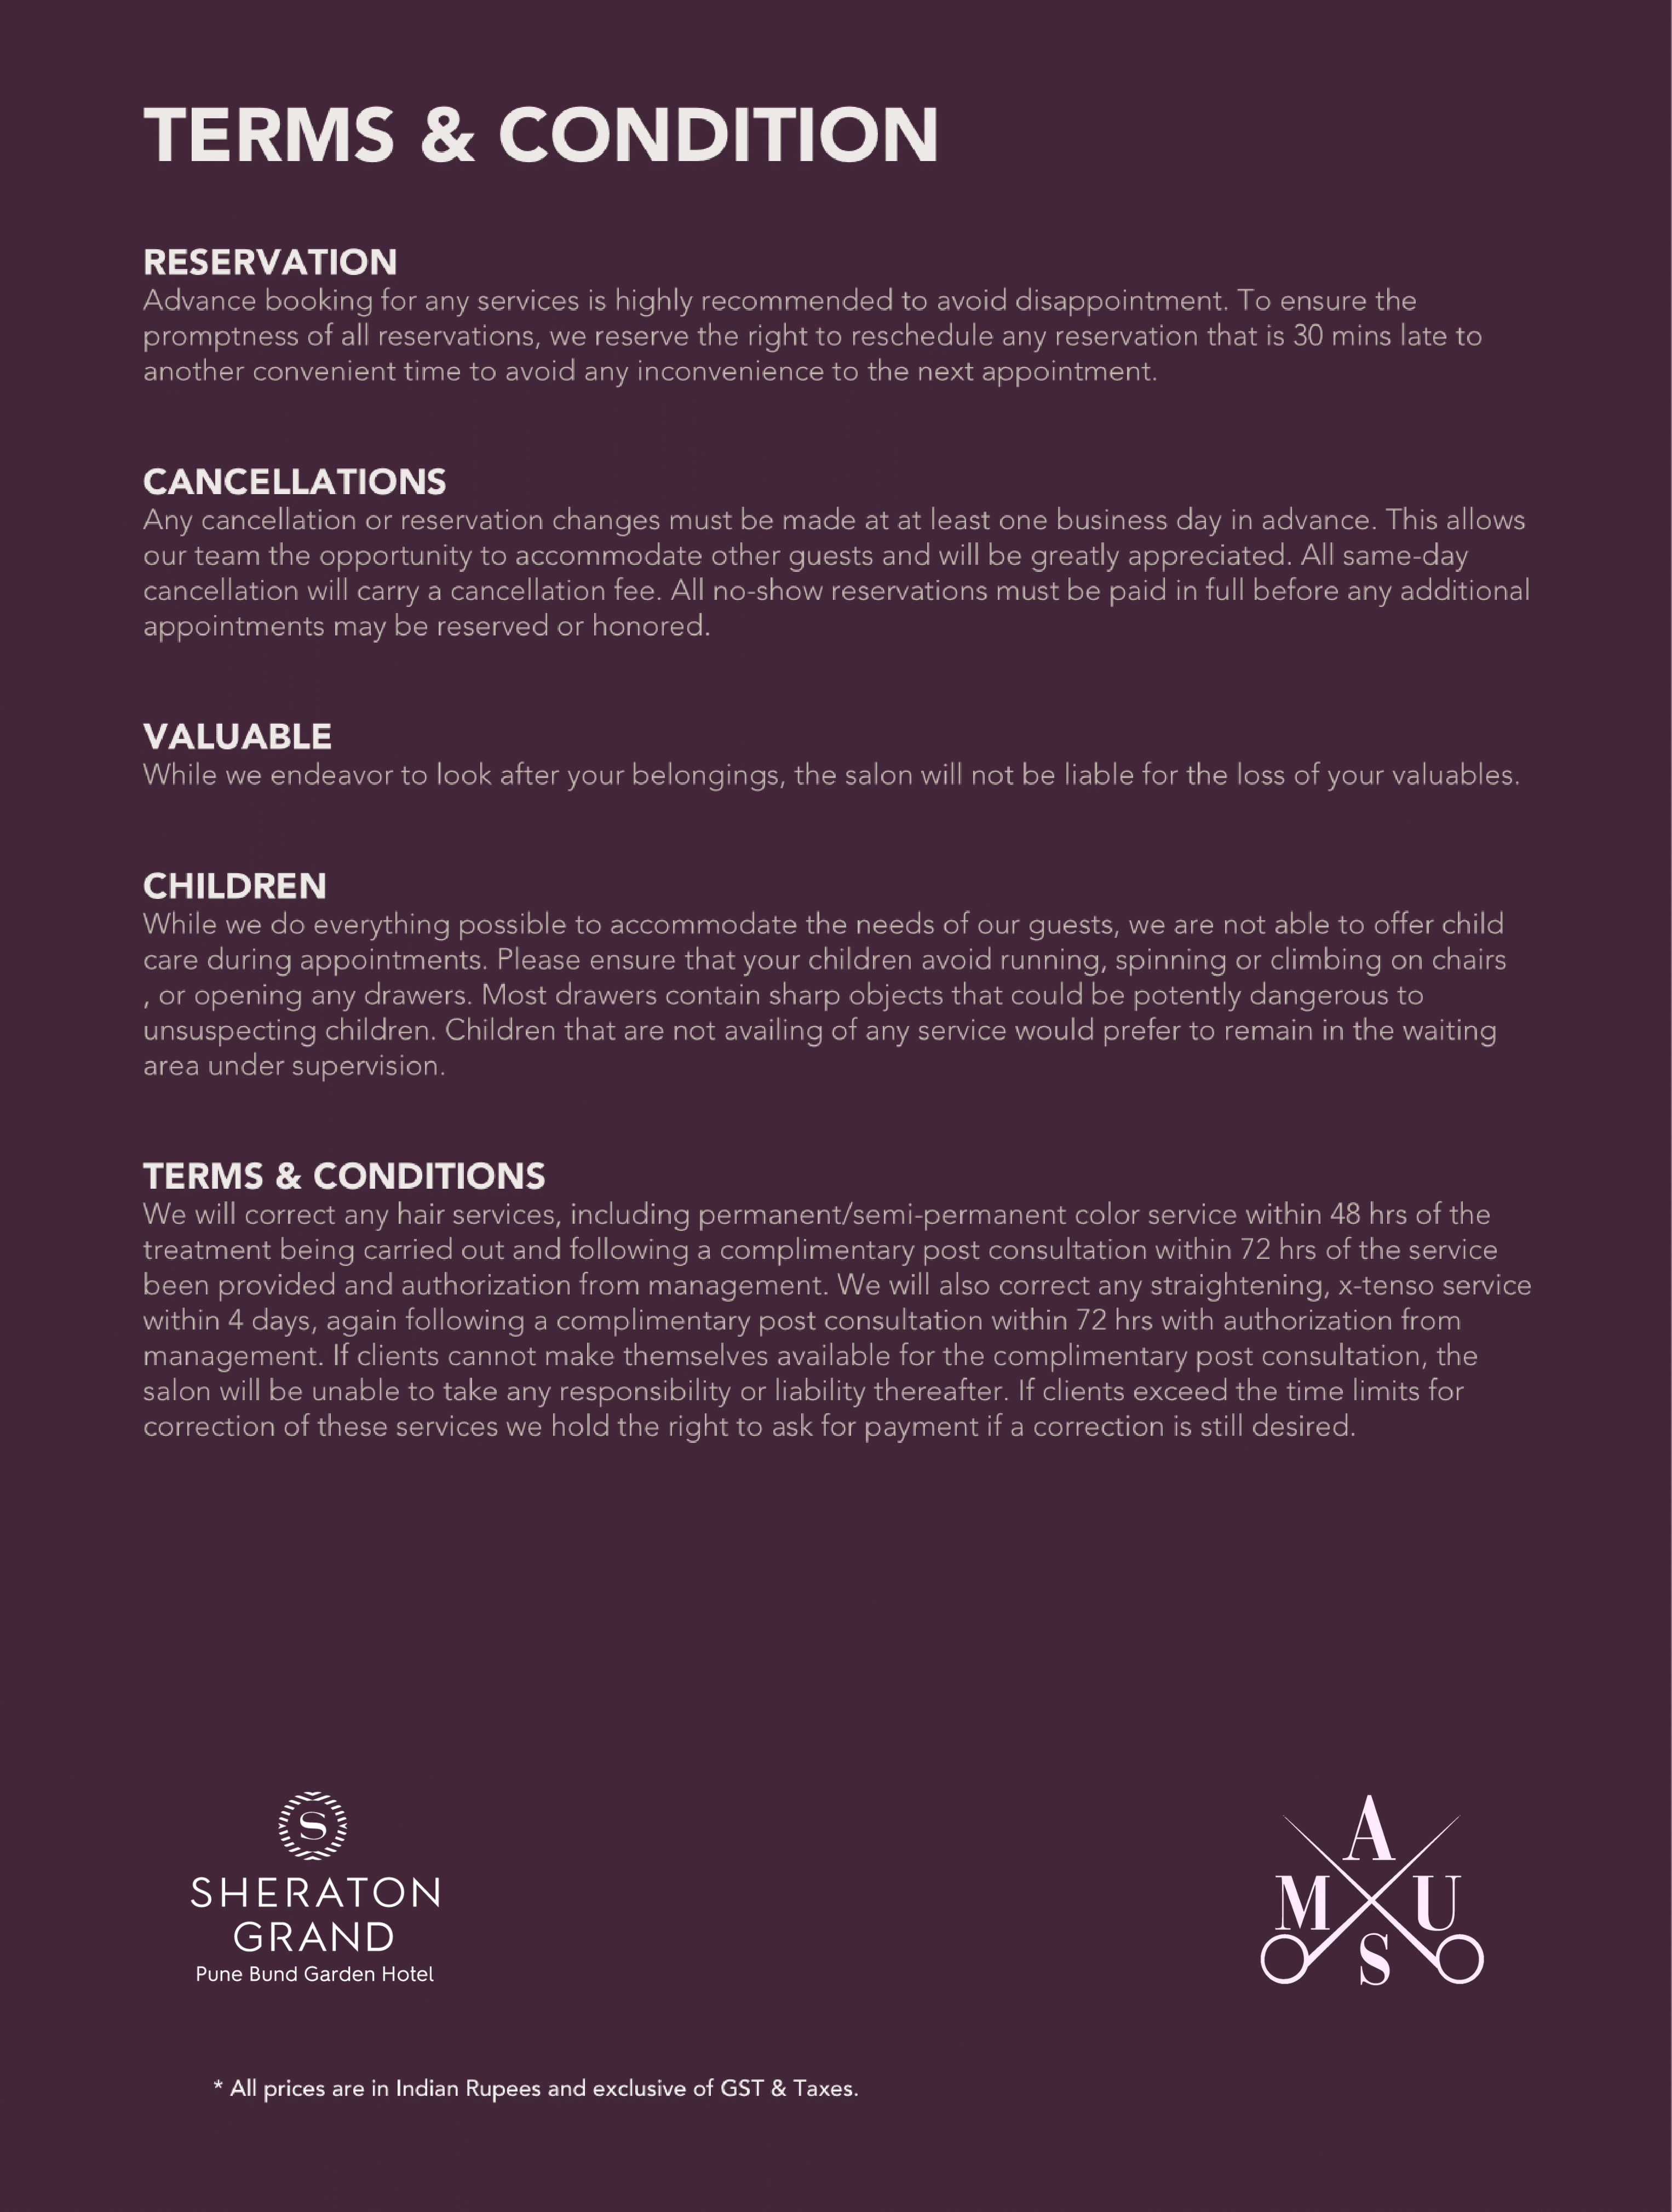 TERMS & CONDITION
RESERVATION
Advance booking for any services is highly recommended to avoid disappointment. To ensure the
promptness of all reservations, we reserve the right to reschedule any reservation that is 30 mins late to
another convenient time to avoid any inconvenience to the next appointment.
CANCELLATIONS
Any cancellation or reservation changes must be made at at least one business day in advance. This allows
our team the opportunity to accommodate other guests and will be greatly appreciated. All same-day
cancellation will carry a cancellation fee. All no-show reservations must be paid in full before any additional
appointments may be reserved or honored.
VALUABLE
While we endeavor to look after your belongings, the salon will not be liable for the loss of your valuables.
CHILDREN
While we do everything possible to accommodate the needs of our guests, we are not able to offer child
care during appointments. Please ensure that your children avoid running, spinning or climbing on chairs
, or opening any drawers. Most drawers contain sharp objects that could be potently dangerous to
unsuspecting children. Children that are not availing of any service would prefer to remain in the waiting
area under supervision.
TERMS & CONDITIONS
We will correct any hair services, including permanent/semi-permanent color service within 48 hrs of the
treatment being carried out and following a complimentary post consultation within 72 hrs of the service
been provided and authorization from management. We will also correct any straightening, x-tenso service
within 4 days, again following a complimentary post consultation within 72 hrs with authorization from
management. If clients cannot make themselves available for the complimentary post consultation, the
salon will be unable to take any responsibility or liability thereafter. If clients exceed the time limits for
correction of these services we hold the right to ask for payment if a correction is still desired.
S
SHERATON
GRAND
Pune Bund Garden Hotel
A
M U
S
* All prices are in Indian Rupees and exclusive of GST & Taxes.